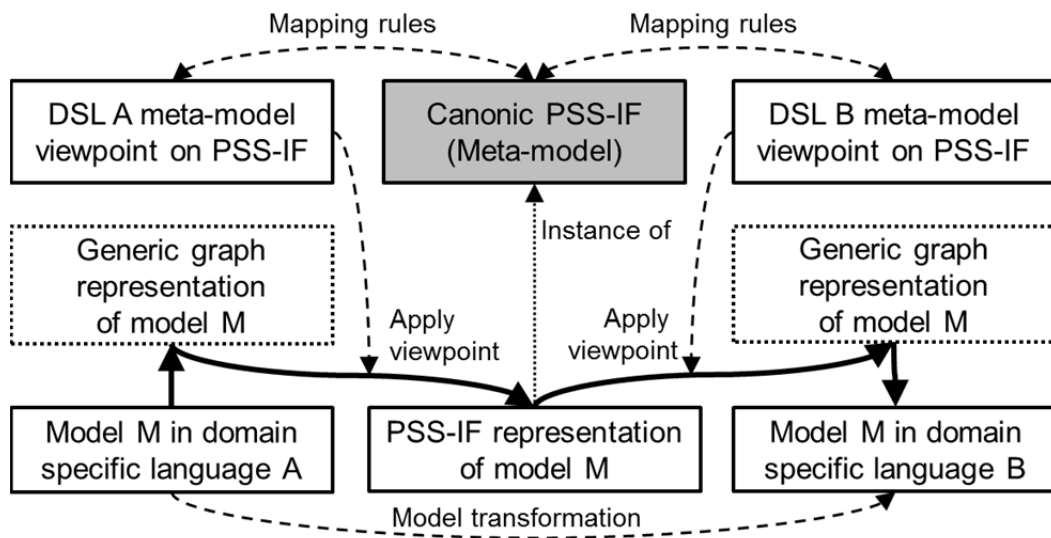 Mapping rules
Mapping rules
DSL A meta-model
viewpoint on PSS-IF
Canonic PSS-IF
(Meta-model)
DSL B meta-model
viewpoint on PSS-IF
Generic graph
representation
of model M
Instance of
Generic graph
representation
of model M
Apply
viewpoint
Apply
viewpoint
Model M in domain
specific language A
PSS-IF representation
of model M
Model M in domain
specific language B
Model transformation